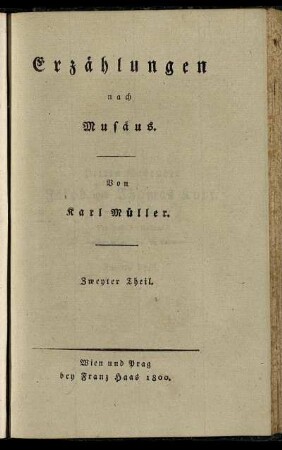 Erzählungen
nach
Musäus.
Von
Karl Müller.
Zweyter Theil.
Wien und Prag
bey Franz Haas 1800.